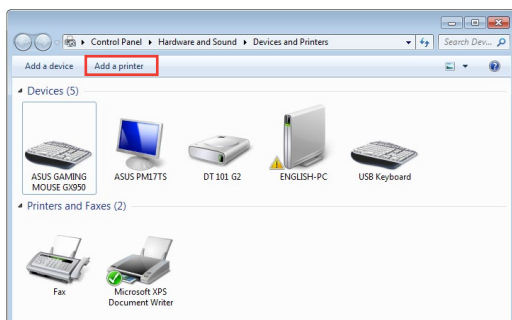 Control Panel ▸ Hardware and Sound ▸ Devices and Printers
Search Dev...
Add a device
Add a printer
Devices (5)
ASUS GAMING MOUSE GX950
ASUS PM17TS
DT 101 G2
ENGLISH-PC
USB Keyboard
Printers and Faxes (2)
Fax
Microsoft XPS Document Writer